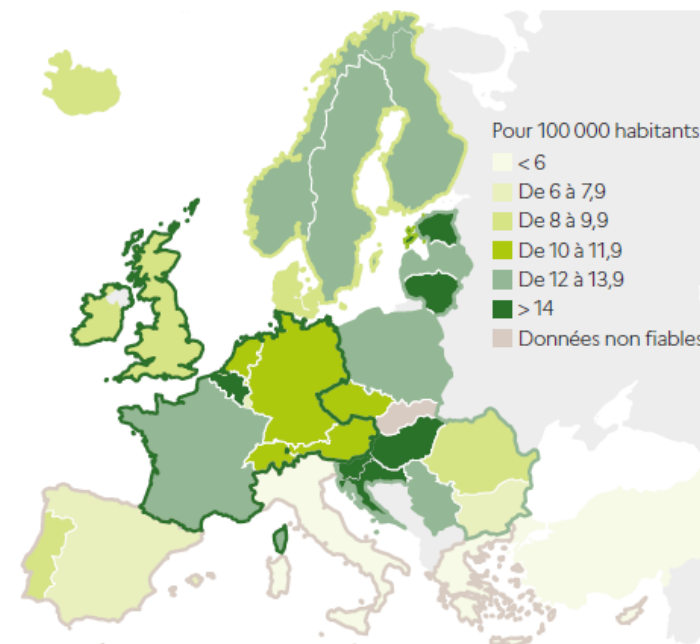 Pour 100 000 habitants
< 6
De 6 à 7,9
De 8 à 9,9
De 10 à 11,9
De 12 à 13,9
> 14
Données non fiables